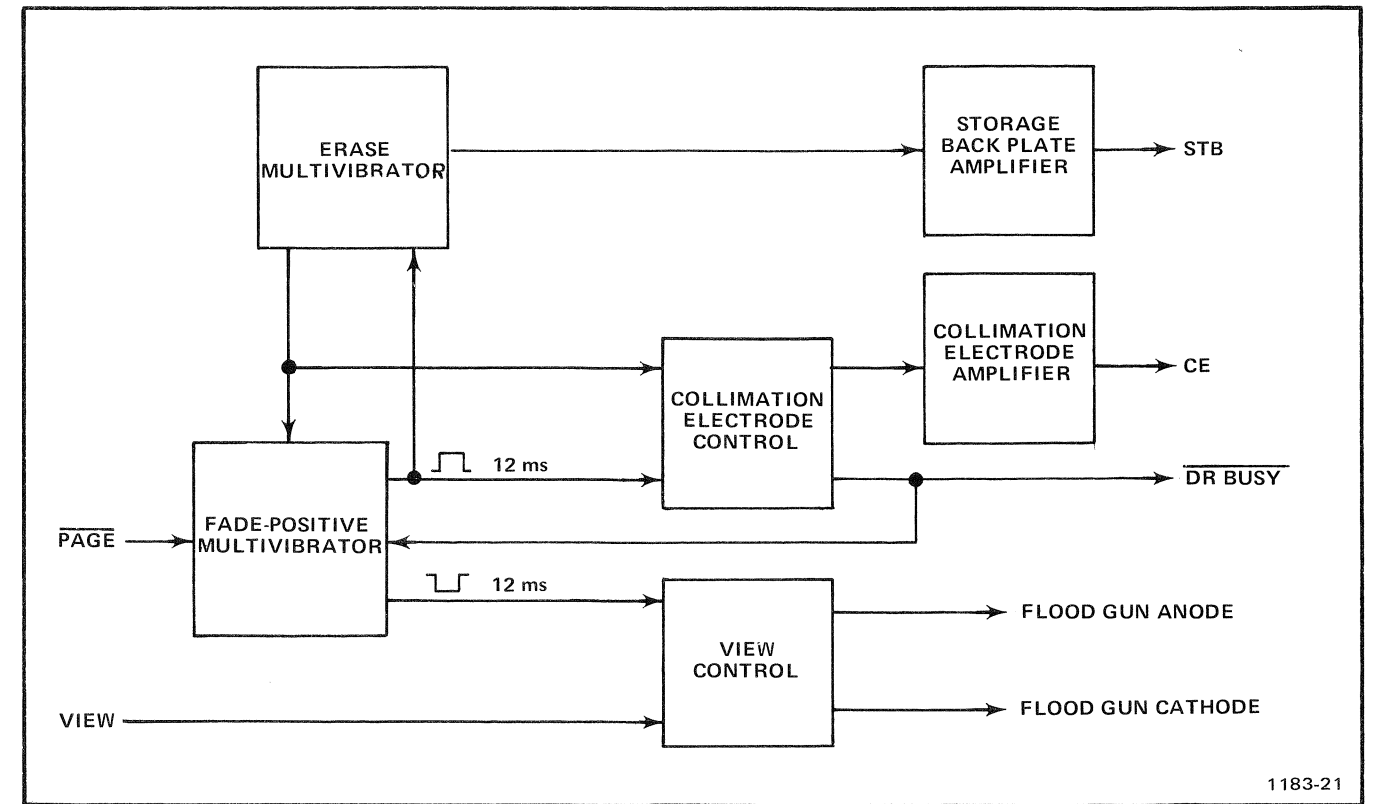 ERASE
MULTIVIBRATOR
STORAGE
BACK PLATE
AMPLIFIER
STB
COLLIMATION
ELECTRODE
AMPLIFIER
CE
COLLIMATION
ELECTRODE
CONTROL
12 ms
DR BUSY
PAGE
FADE-POSITIVE
MULTIVIBRATOR
12 ms
FLOOD GUN ANODE
VIEW
CONTROL
VIEW
FLOOD GUN CATHODE
1183-21